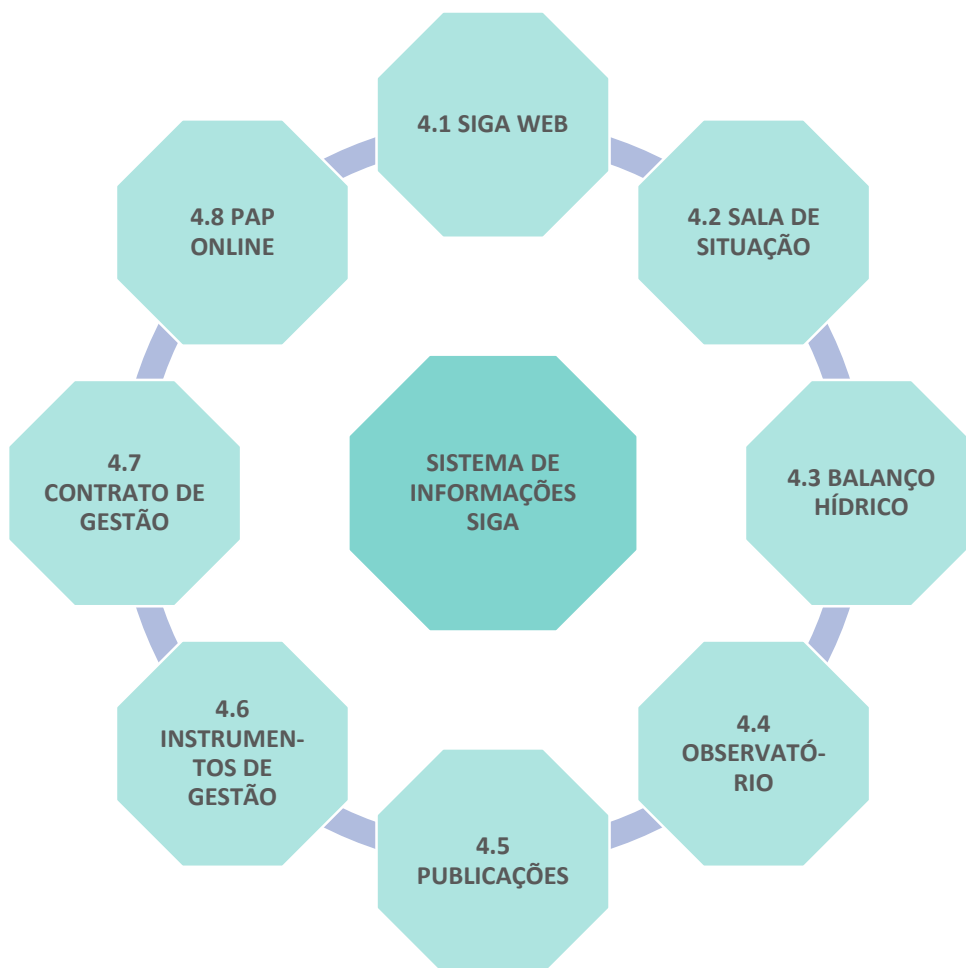 4.1 SIGA WEB
4.2 SALA DE
SITUAÇÃO
4.3 BALANÇO
HÍDRICO
4.4
OBSERVATÓ-
RIO
4.5
PUBLICAÇÕES
4.6
INSTRUMEN-
TOS DE
GESTÃO
4.7
CONTRATO DE
GESTÃO
4.8 PAP
ONLINE
SISTEMA DE
INFORMAÇÕES
SIGA